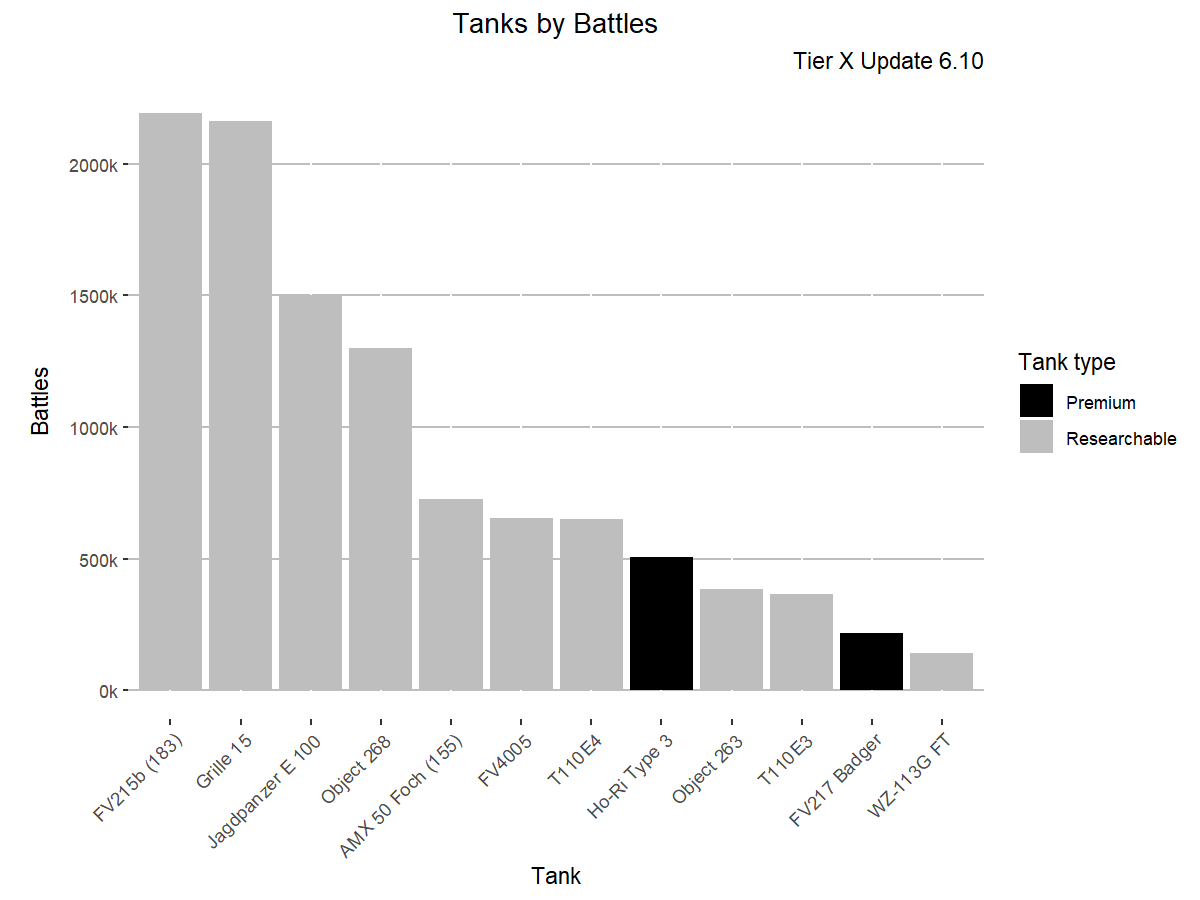 Tanks by Battles
Tier X Update 6.10
Battles
2000k
1500k
1000k
500k
0k
FV215b (183)
Grille 15
Jagdpanzer E 100
Object 268
AMX 50 Foch (155)
FV4005
T110E4
Ho-Ri Type 3
Object 263
T110E3
FV217 Badger
WZ-113G FT
Tank
Tank type
Premium
Researchable